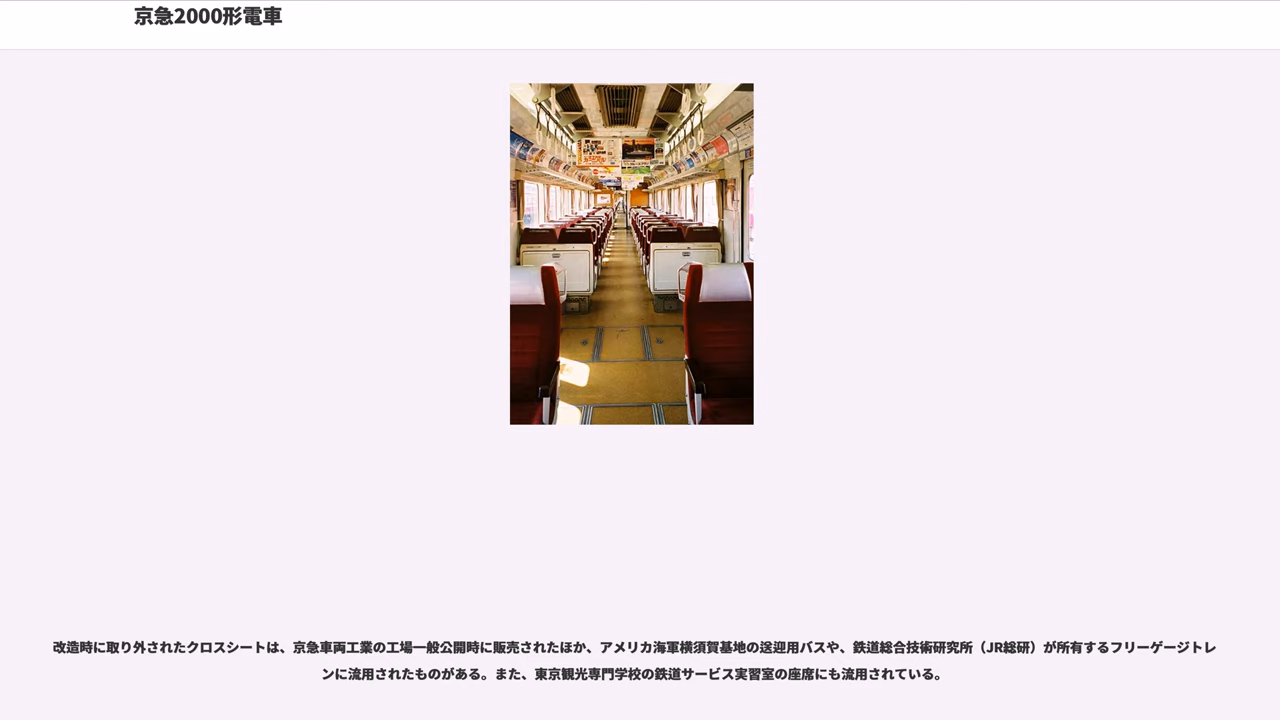 京急2000形電車
改造時に取り外されたクロスシートは、京急車両工業の工場一般公開時に販売されたほか、アメリカ海軍横須賀基地の送迎用バスや、鉄道総合技術研究所（JR総研）が所有するフリーゲージトレ
ンに流用されたものがある。また、東京観光専門学校の鉄道サービス実習室の座席にも流用されている。